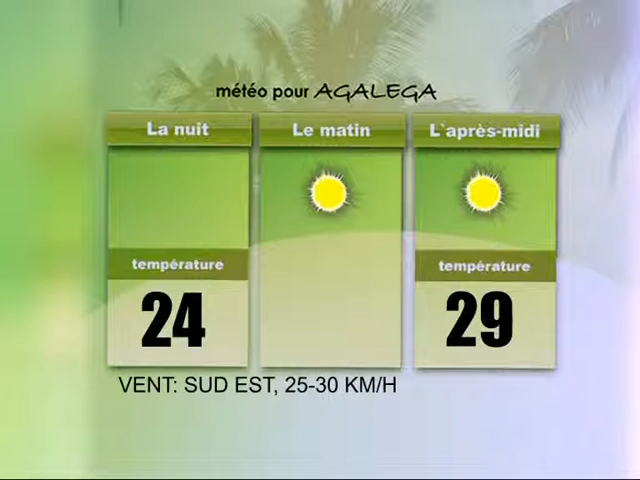 météo pour AGALEGA
La nuit
Le matin
L`après-midi
température
température
24
29
VENT: SUD EST, 25-30 KM/H